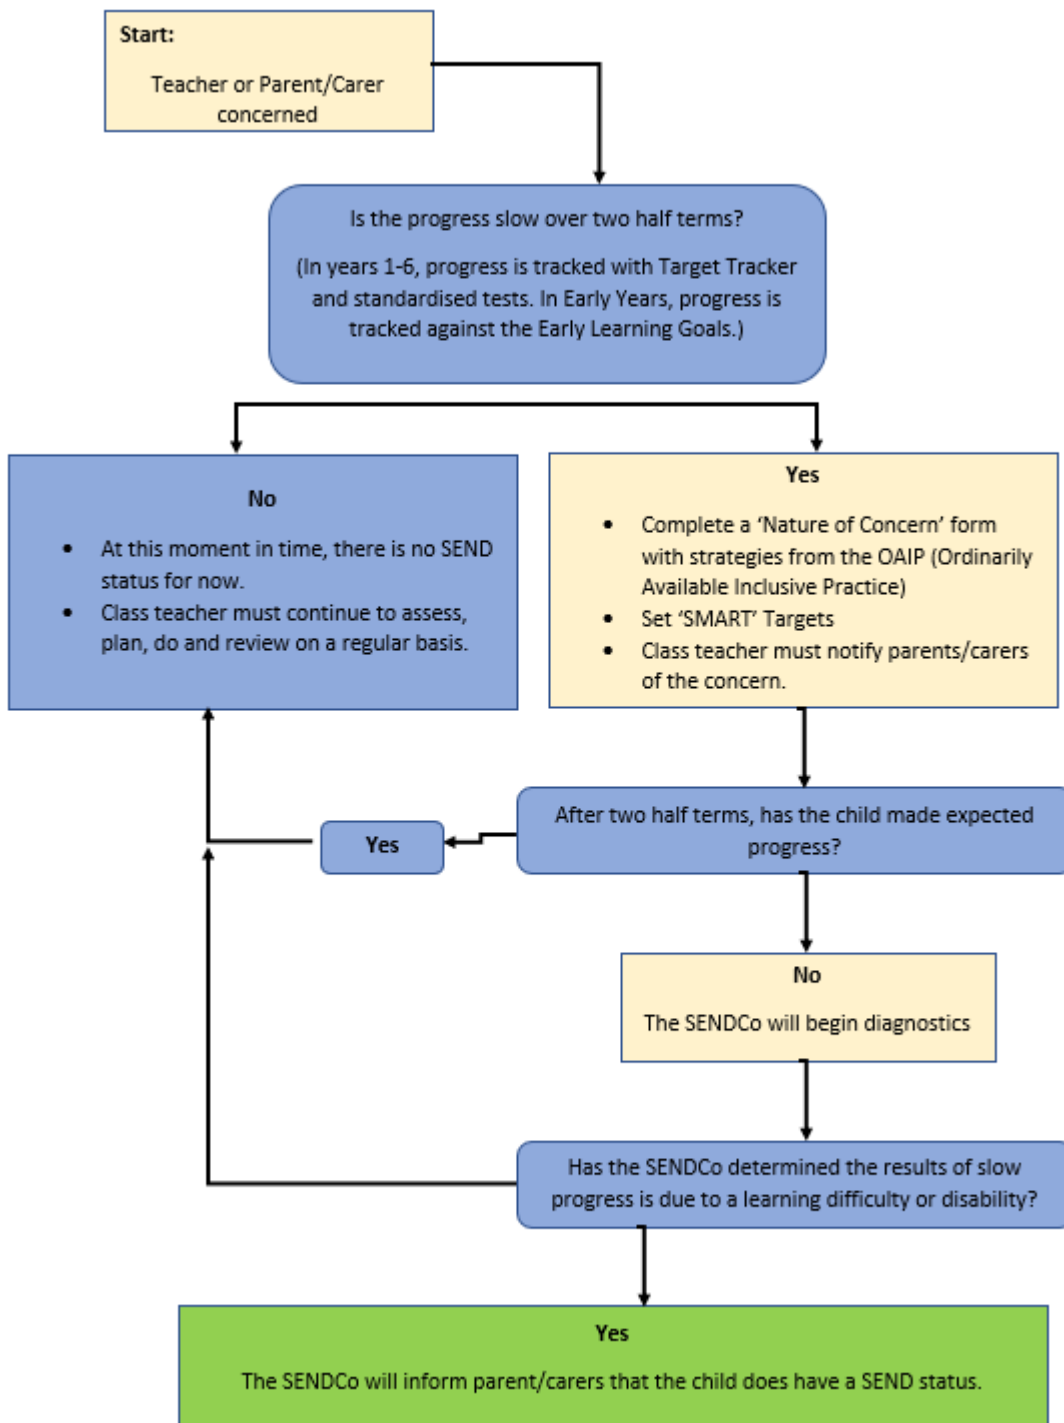 Start:
Teacher or Parent/Carer
concerned
Is the progress slow over two half terms?
(In years 1-6, progress is tracked with Target Tracker
and standardised tests. In Early Years, progress is
tracked against the Early Learning Goals.)
No
• At this moment in time, there is no SEND
status for now.
• Class teacher must continue to assess,
plan, do and review on a regular basis.
Yes
• Complete a ‘Nature of Concern’ form
with strategies from the OAIP (Ordinarily
Available Inclusive Practice)
• Set ‘SMART’ Targets
• Class teacher must notify parents/carers
of the concern.
After two half terms, has the child made expected
progress?
Yes
No
The SENDCo will begin diagnostics
Has the SENDCo determined the results of slow
progress is due to a learning difficulty or disability?
Yes
The SENDCo will inform parent/carers that the child does have a SEND status.